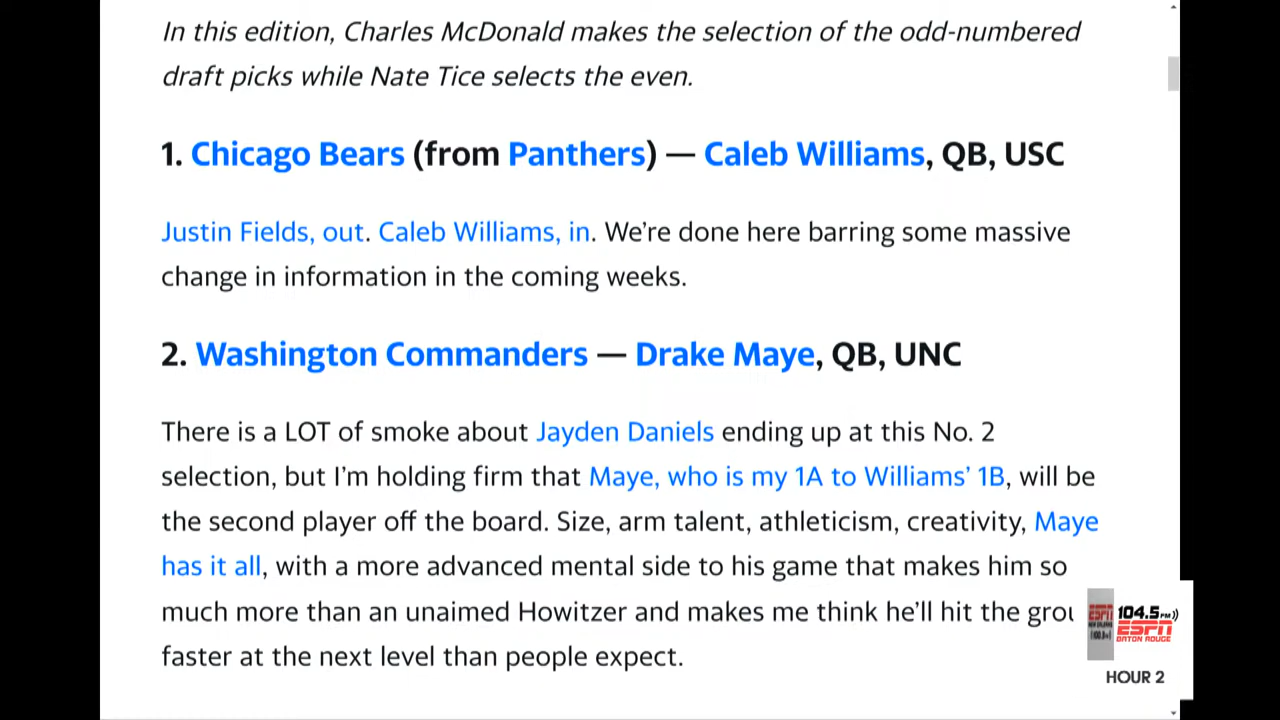 In this edition, Charles McDonald makes the selection of the odd-numbered
draft picks while Nate Tice selects the even.
1. Chicago Bears (from Panthers) — Caleb Williams, QB, USC
Justin Fields, out. Caleb Williams, in. We’re done here barring some massive
change in information in the coming weeks.
2. Washington Commanders — Drake Maye, QB, UNC
There is a LOT of smoke about Jayden Daniels ending up at this No. 2
selection, but I’m holding firm that Maye, who is my 1A to Williams’ 1B, will be
the second player off the board. Size, arm talent, athleticism, creativity, Maye
has it all, with a more advanced mental side to his game that makes him so
much more than an unaimed Howitzer and makes me think he’ll hit the grou
faster at the next level than people expect.
ESPN
104.5 FM
ESPN
BATON ROUGE
HOUR 2